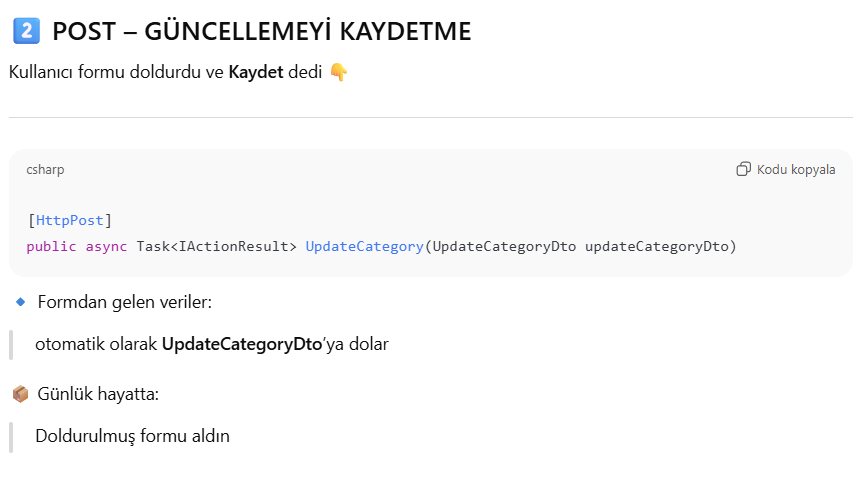 2 POST – GÜNCELLEMEYİ KAYDETME
Kullanıcı formu doldurdu ve Kaydet dedi 👇
csharp
Kodu kopyala
[HttpPost]
public async Task<IActionResult> UpdateCategory(UpdateCategoryDto updateCategoryDto)
🔹 Formdan gelen veriler:
otomatik olarak UpdateCategoryDto’ya dolar
📦 Günlük hayatta:
Doldurulmuş formu aldın